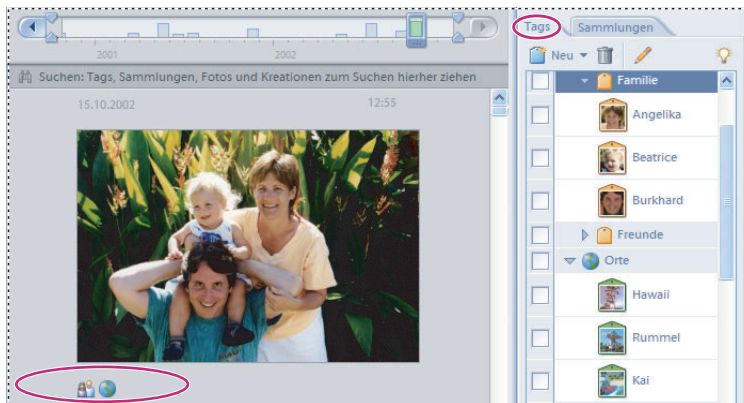 2001 2002
Suchen: Tags, Sammlungen, Fotos und Kreationen zum Suchen hierher ziehen
15.10.2002 12:55
Tags Sammlungen
Neu
Familie
Angelika
Beatrice
Burkhard
Freunde
Orte
Hawaii
Rummel
Kai